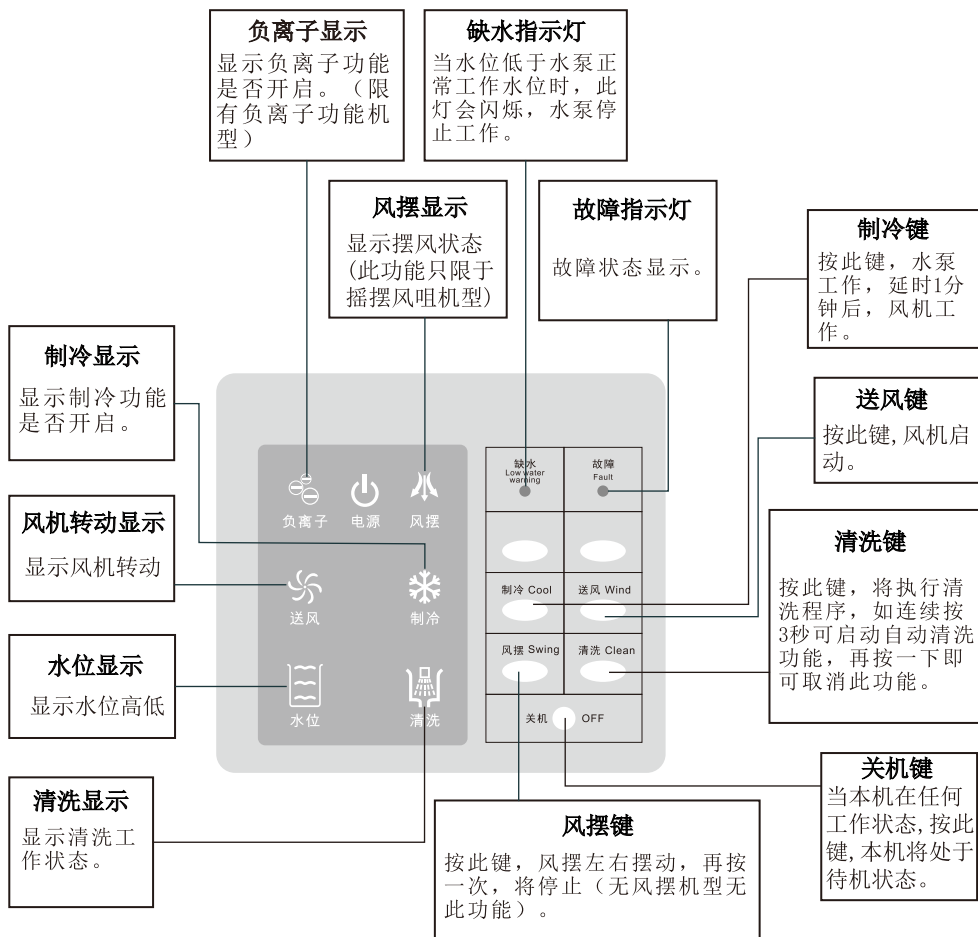 负离子显示
显示负离子功能
是否开启。（限
有负离子功能机
型）
缺水指示灯
当水位低于水泵正
常工作水位时，此
灯会闪烁，水泵停
止工作。
风摆显示
显示摆风状态
(此功能只限于
摇摆风咀机型)
故障指示灯
故障状态显示。
制冷键
按此键，水泵
工作，延时1分
钟后，风机工
作。
制冷显示
显示制冷功能
是否开启。
送风键
按此键,风机启
动。
风机转动显示
显示风机转动
清洗键
按此键，将执行清
洗程序，如连续按
3秒可启动自动清洗
功能，再按一下即
可取消此功能。
水位显示
显示水位高低
清洗显示
显示清洗工
作状态。
风摆键
按此键，风摆左右摆动，再按
一次，将停止（无风摆机型无
此功能）。
关机键
当本机在任何
工作状态,按此
键,本机将处于
待机状态。
负离子
电源
风摆
送风
制冷
水位
清洗
缺水
Low water
warning
故障
Fault
制冷 Cool
送风 Wind
风摆 Swing
清洗 Clean
关机 OFF